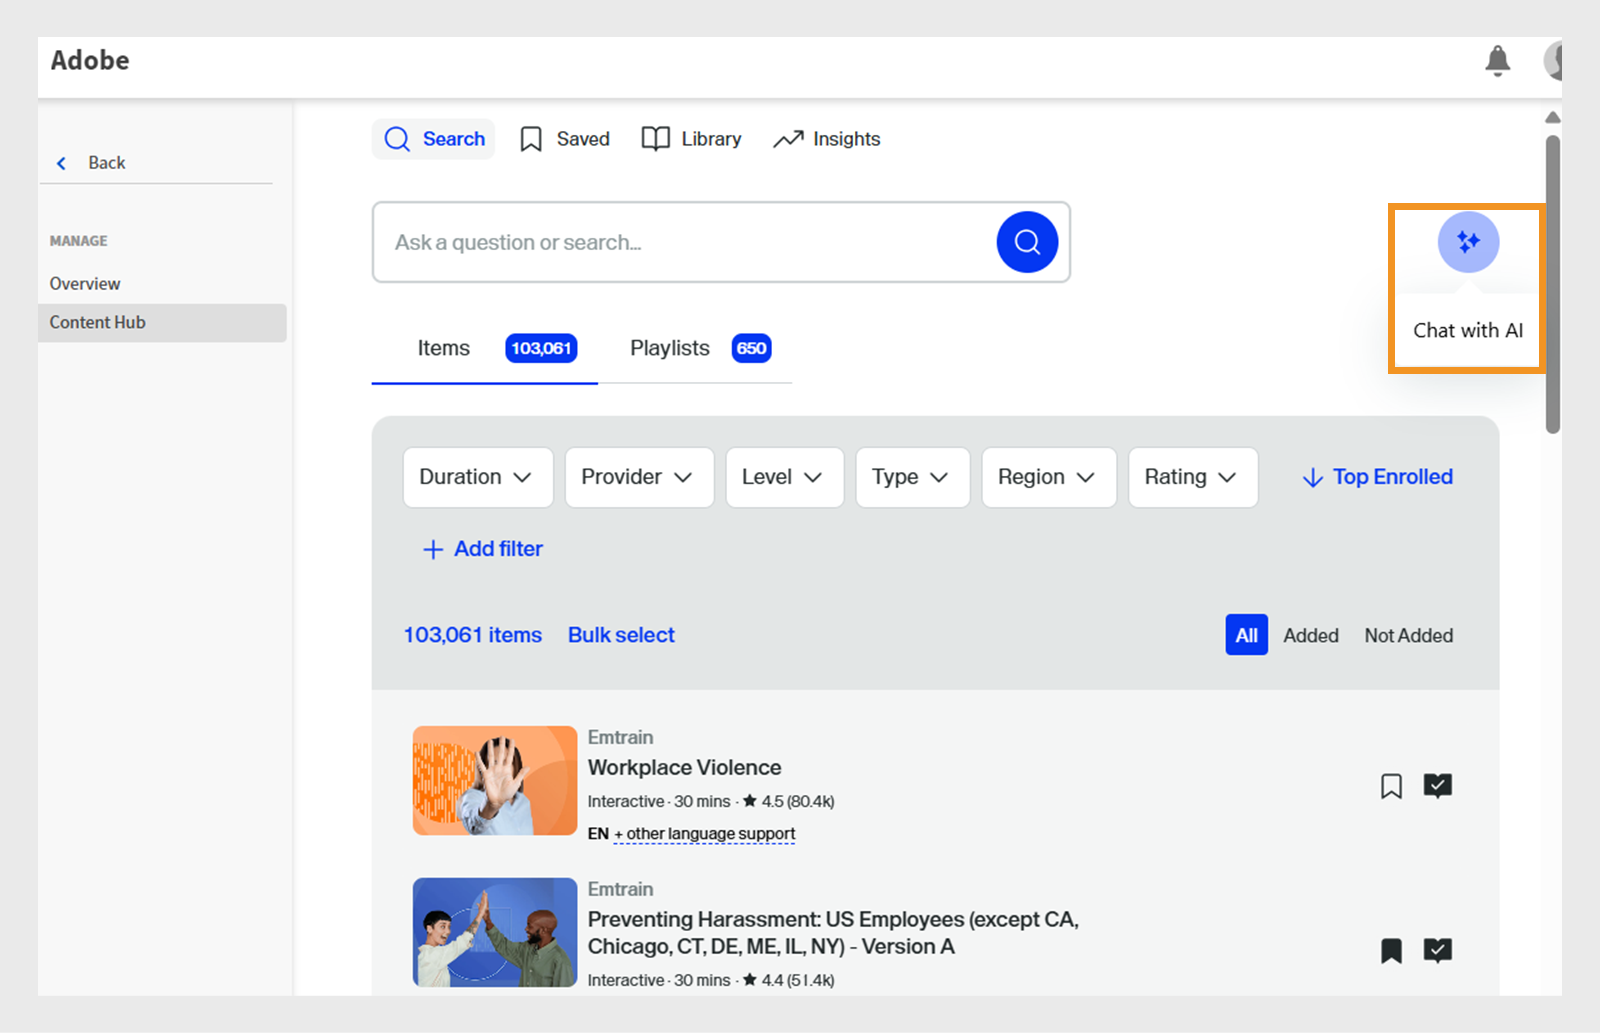 Adobe
Back
MANAGE
Overview
Content Hub
Search
Saved
Library
Insights
Ask a question or search...
Chat with AI
Items 103,061
Playlists 650
Duration
Provider
Level
Type
Region
Rating
Top Enrolled
Add filter
103,061 items
Bulk select
All
Added
Not Added
Emtrain
Workplace Violence
Interactive · 30 mins · ★ 4.5 (80.4k)
EN + other language support
Emtrain
Preventing Harassment: US Employees (except CA,
Chicago, CT, DE, ME, IL, NY) - Version A
Interactive · 30 mins · ★ 4.4 (51.4k)